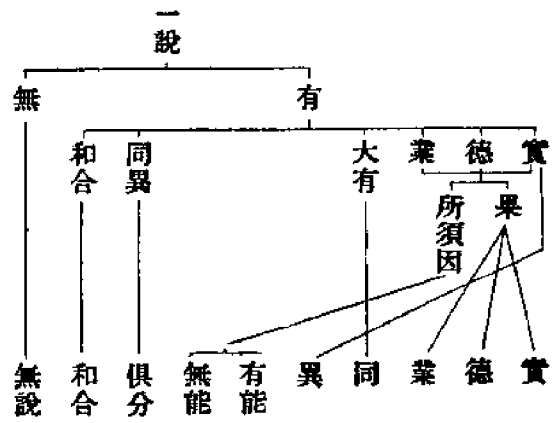 一說
有
無
實
德
業
大有
同異
和合
果
所須因
實
德
業
同
異
有能
無能
俱分
和合
無說